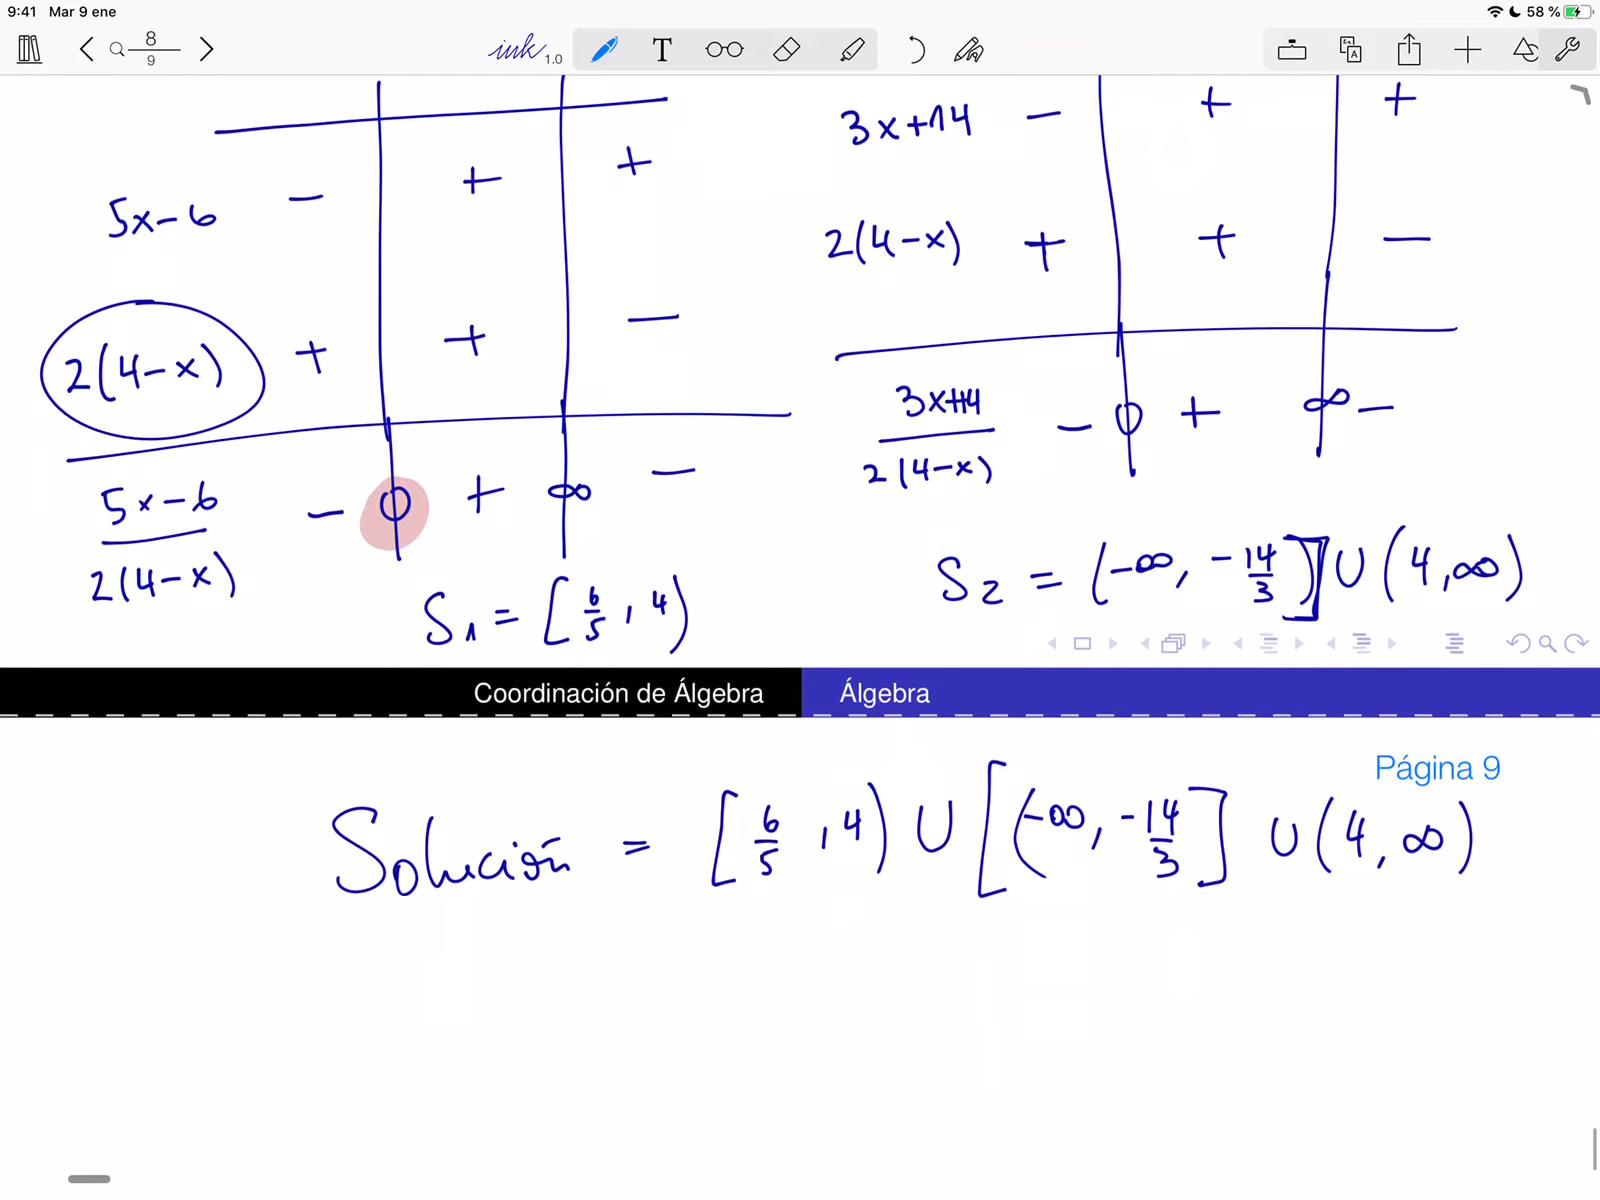 9:41 Mar 9 ene 58 %
8
9
ink 1.0 T
5x-6 - + +
2(4-x) + + -
5x-6
2(4-x)
- 0 + ∞ -
S1 = [6/5, 4)
3x+14 - + +
2(4-x) + + -
3x+14
2(4-x)
- 0 + ∞ -
S2 = (-∞, -14/3] ∪ (4, ∞)
Coordinación de Álgebra Álgebra
Página 9
Solución = [6/5, 4) ∪ [(-∞, -14/3] ∪ (4, ∞)